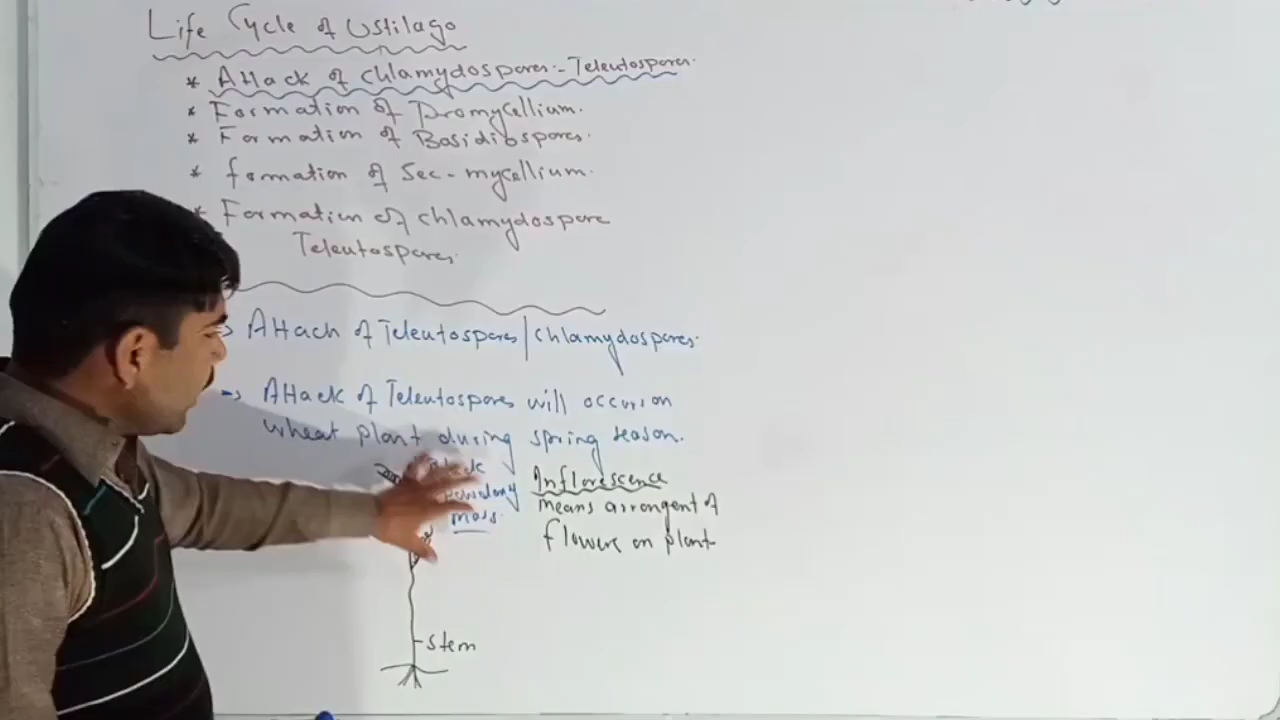 Life Cycle of Ustilago
* Attack of Chlamydospores:- Teleutospores.
* Formation of Promycellium.
* Formation of Basidiospores.
* formation of Sec-mycellium.
* Formation of chlamydospore
Teleutospores.
Attach of Teleutospores/Chlamydospores.
→ Attack of Teleutospores will occur on
wheat plant during spring season.
Inflorescence
mass.
means arrongent of
flowers on plant
stem